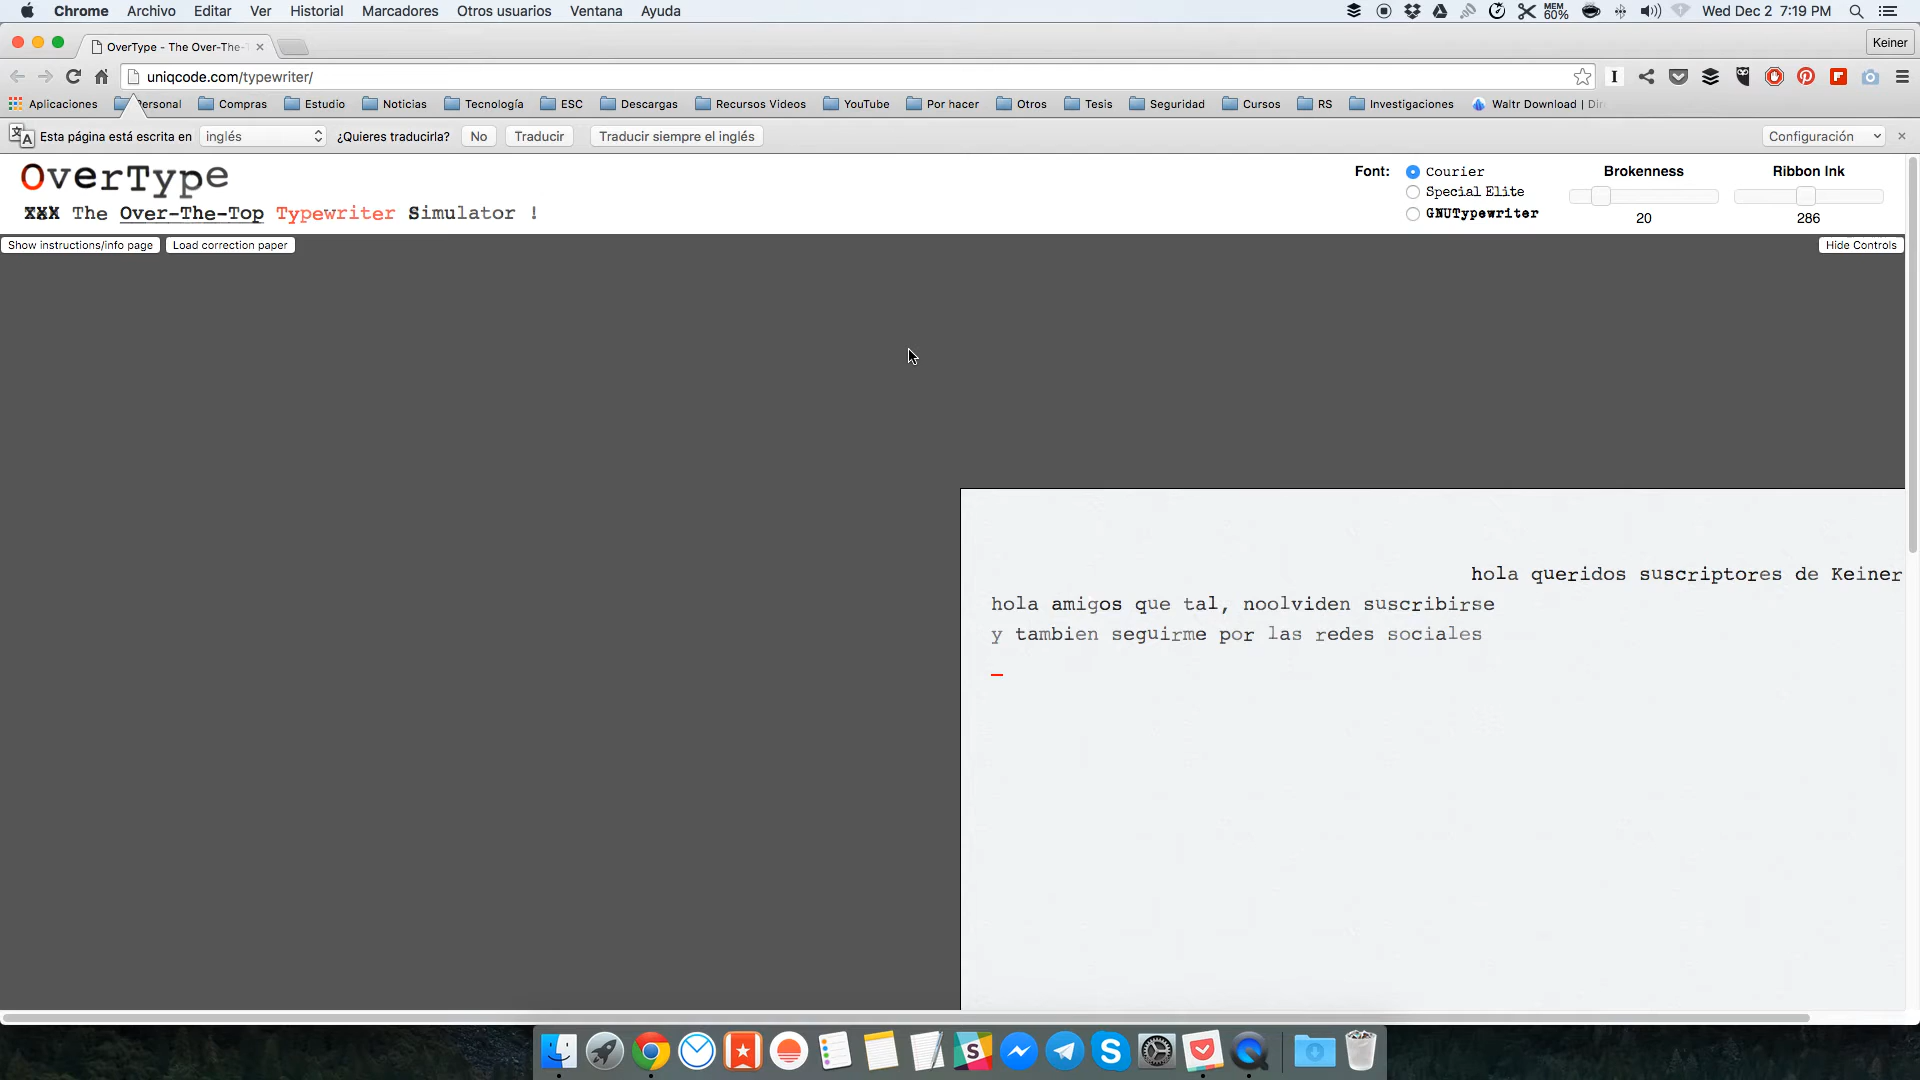 Chrome Archivo Editar Ver Historial Marcadores Otros usuarios Ventana Ayuda MEM 60% Wed Dec 2 7:19 PM
OverType - The Over-The- Keiner
uniqcode.com/typewriter/
Aplicaciones Personal Compras Estudio Noticias Tecnología ESC Descargas Recursos Videos YouTube Por hacer Otros Tesis Seguridad Cursos RS Investigaciones Waltr Download |
Esta página está escrita en inglés ¿Quieres traducirla? No Traducir Traducir siempre el inglés Configuración
OverType
XXX The Over-The-Top Typewriter Simulator !
Font: Courier Brokenness Ribbon Ink
Special Elite
GNUTypewriter 20 286
Show instructions/info page Load correction paper Hide Controls
hola queridos suscriptores de Keiner
hola amigos que tal, noolviden suscribirse
y tambien seguirme por las redes sociales